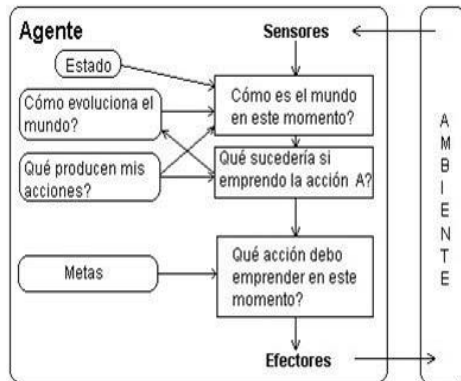 Agente
Sensores
Estado
Cómo evoluciona el
mundo?
Cómo es el mundo
en este momento?
Qué producen mis
acciones?
Qué sucedería si
emprendo la acción A?
Metas
Qué acción debo
emprender en este
momento?
Efectores
AMBIENTE